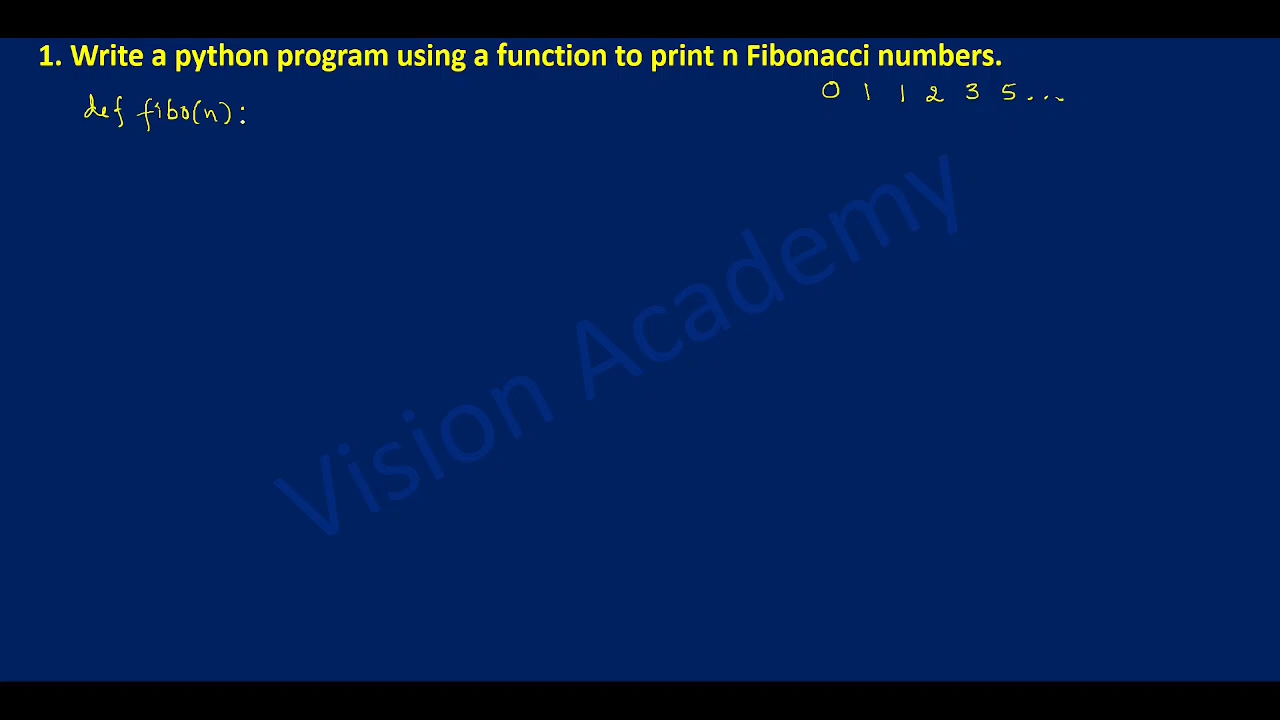 1. Write a python program using a function to print n Fibonacci numbers.
0 1 1 2 3 5...
def fibo(n):
Vision Academy